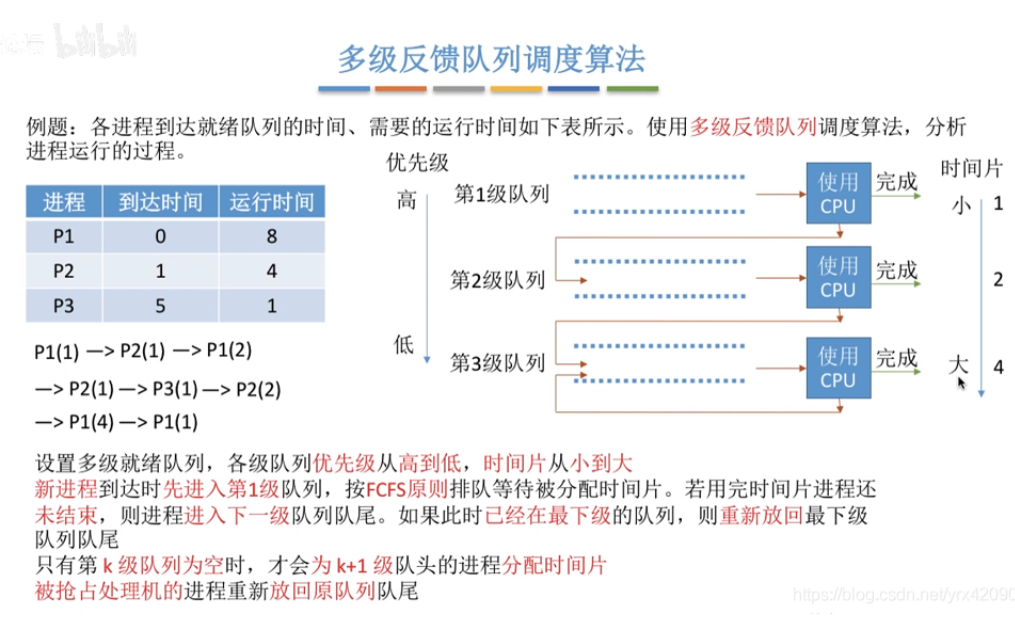 bilibili
多级反馈队列调度算法
例题：各进程到达就绪队列的时间、需要的运行时间如下表所示。使用多级反馈队列调度算法，分析
进程运行的过程。
进程 到达时间 运行时间
P1 0 8
P2 1 4
P3 5 1
P1(1) —> P2(1) —> P1(2)
—> P2(1) —> P3(1) —> P2(2)
—> P1(4) —> P1(1)
优先级
高
低
第1级队列
使用
CPU
完成
第2级队列
使用
CPU
完成
第3级队列
使用
CPU
完成
时间片
小 1
2
大 4
设置多级就绪队列，各级队列优先级从高到低，时间片从小到大
新进程到达时先进入第1级队列，按FCFS原则排队等待被分配时间片。若用完时间片进程还
未结束，则进程进入下一级队列队尾。如果此时已经在最下级的队列，则重新放回最下级
队列队尾
只有第 k 级队列为空时，才会为 k+1 级队头的进程分配时间片
被抢占处理机的进程重新放回原队列队尾
https://blog.csdn.net/yrx42090